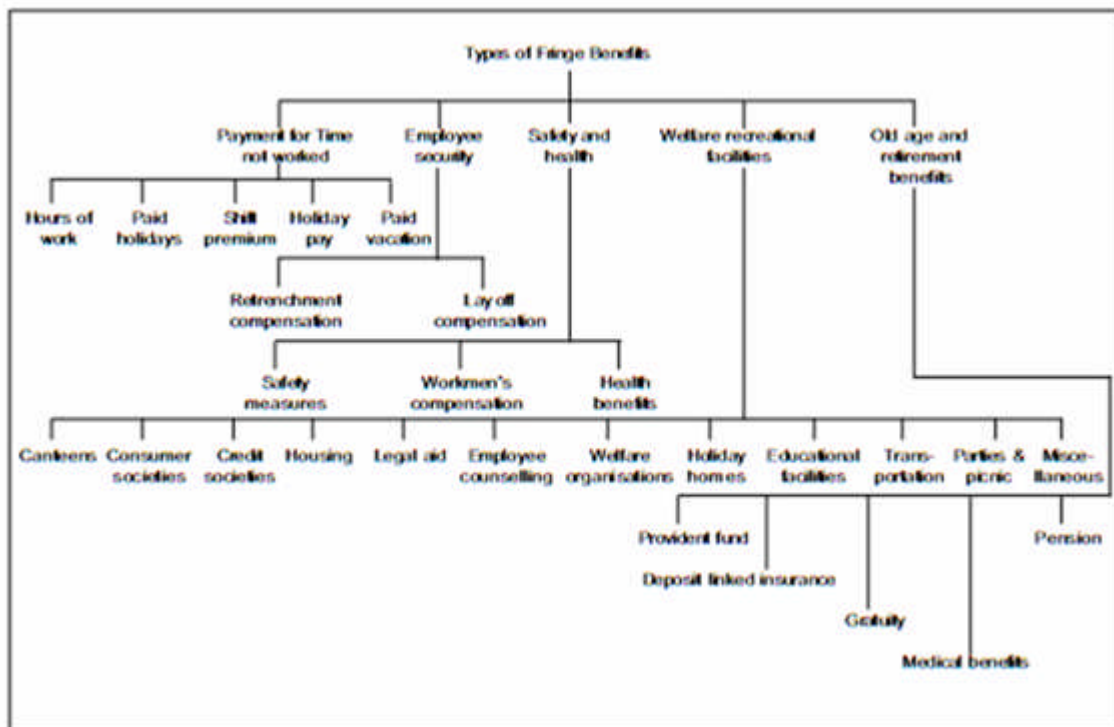 Types of Fringe Benefits
Payment for Time
not worked
Employee
security
Safety and
health
Welfare recreational
facilities
Old age and
retirement
benefits
Hours of
work
Paid
holidays
Shift
premium
Holiday
pay
Paid
vacation
Retrenchment
compensation
Lay off
compensation
Safety
measures
Workmen's
compensation
Health
benefits
Canteens
Consumer
societies
Credit
societies
Housing
Legal aid
Employee
counselling
Welfare
organisations
Holiday
homes
Educational
facilities
Trans-
portation
Parties &
picnic
Misce-
llaneous
Provident fund
Pension
Deposit linked insurance
Gratuity
Medical benefits